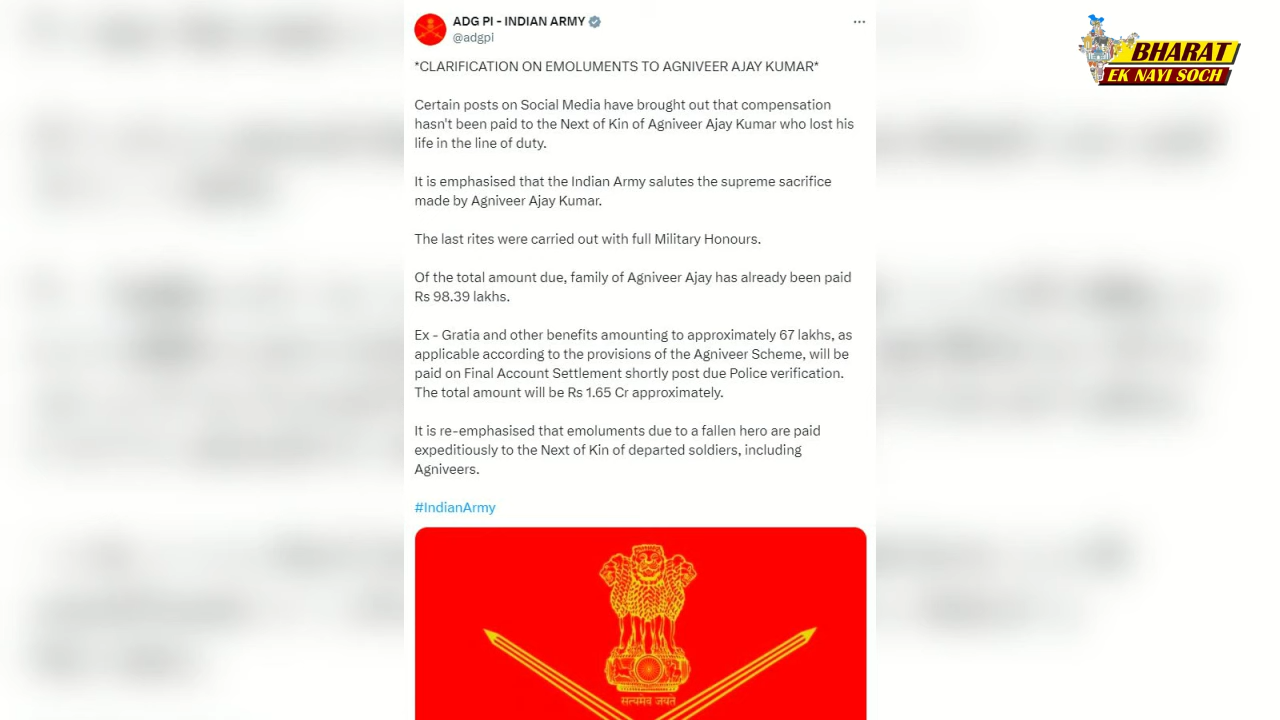 ADG PI - INDIAN ARMY
@adgpi
*CLARIFICATION ON EMOLUMENTS TO AGNIVEER AJAY KUMAR*
Certain posts on Social Media have brought out that compensation
hasn't been paid to the Next of Kin of Agniveer Ajay Kumar who lost his
life in the line of duty.
It is emphasised that the Indian Army salutes the supreme sacrifice
made by Agniveer Ajay Kumar.
The last rites were carried out with full Military Honours.
Of the total amount due, family of Agniveer Ajay has already been paid
Rs 98.39 lakhs.
Ex - Gratia and other benefits amounting to approximately 67 lakhs, as
applicable according to the provisions of the Agniveer Scheme, will be
paid on Final Account Settlement shortly post due Police verification.
The total amount will be Rs 1.65 Cr approximately.
It is re-emphasised that emoluments due to a fallen hero are paid
expeditiously to the Next of Kin of departed soldiers, including
Agniveers.
#IndianArmy
सत्यमेव जयते
BHARAT
EK NAYI SOCH